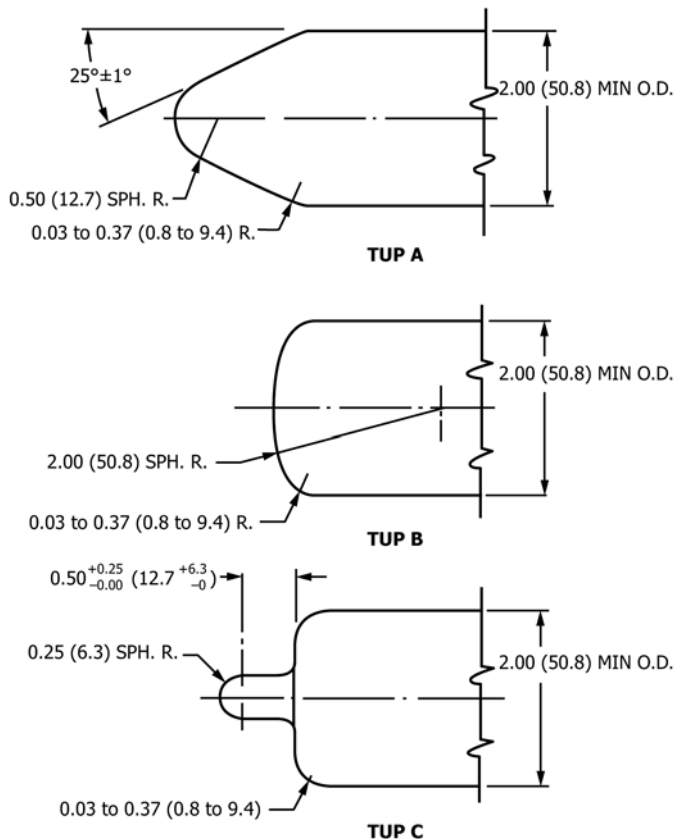 25°±1°
2.00 (50.8) MIN O.D.
0.50 (12.7) SPH. R.
0.03 to 0.37 (0.8 to 9.4) R.
TUP A
2.00 (50.8) MIN O.D.
2.00 (50.8) SPH. R.
0.03 to 0.37 (0.8 to 9.4) R.
TUP B
0.50 +0.25 −0.00 (12.7 +6.3 −0)
0.25 (6.3) SPH. R.
2.00 (50.8) MIN O.D.
0.03 to 0.37 (0.8 to 9.4)
TUP C